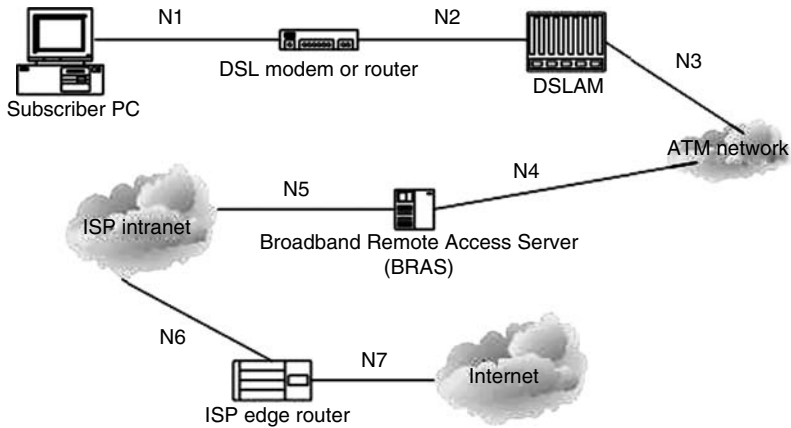 N1
N2
N3
Subscriber PC
DSL modem or router
DSLAM
ATM network
N4
N5
ISP intranet
Broadband Remote Access Server
(BRAS)
N6
N7
Internet
ISP edge router